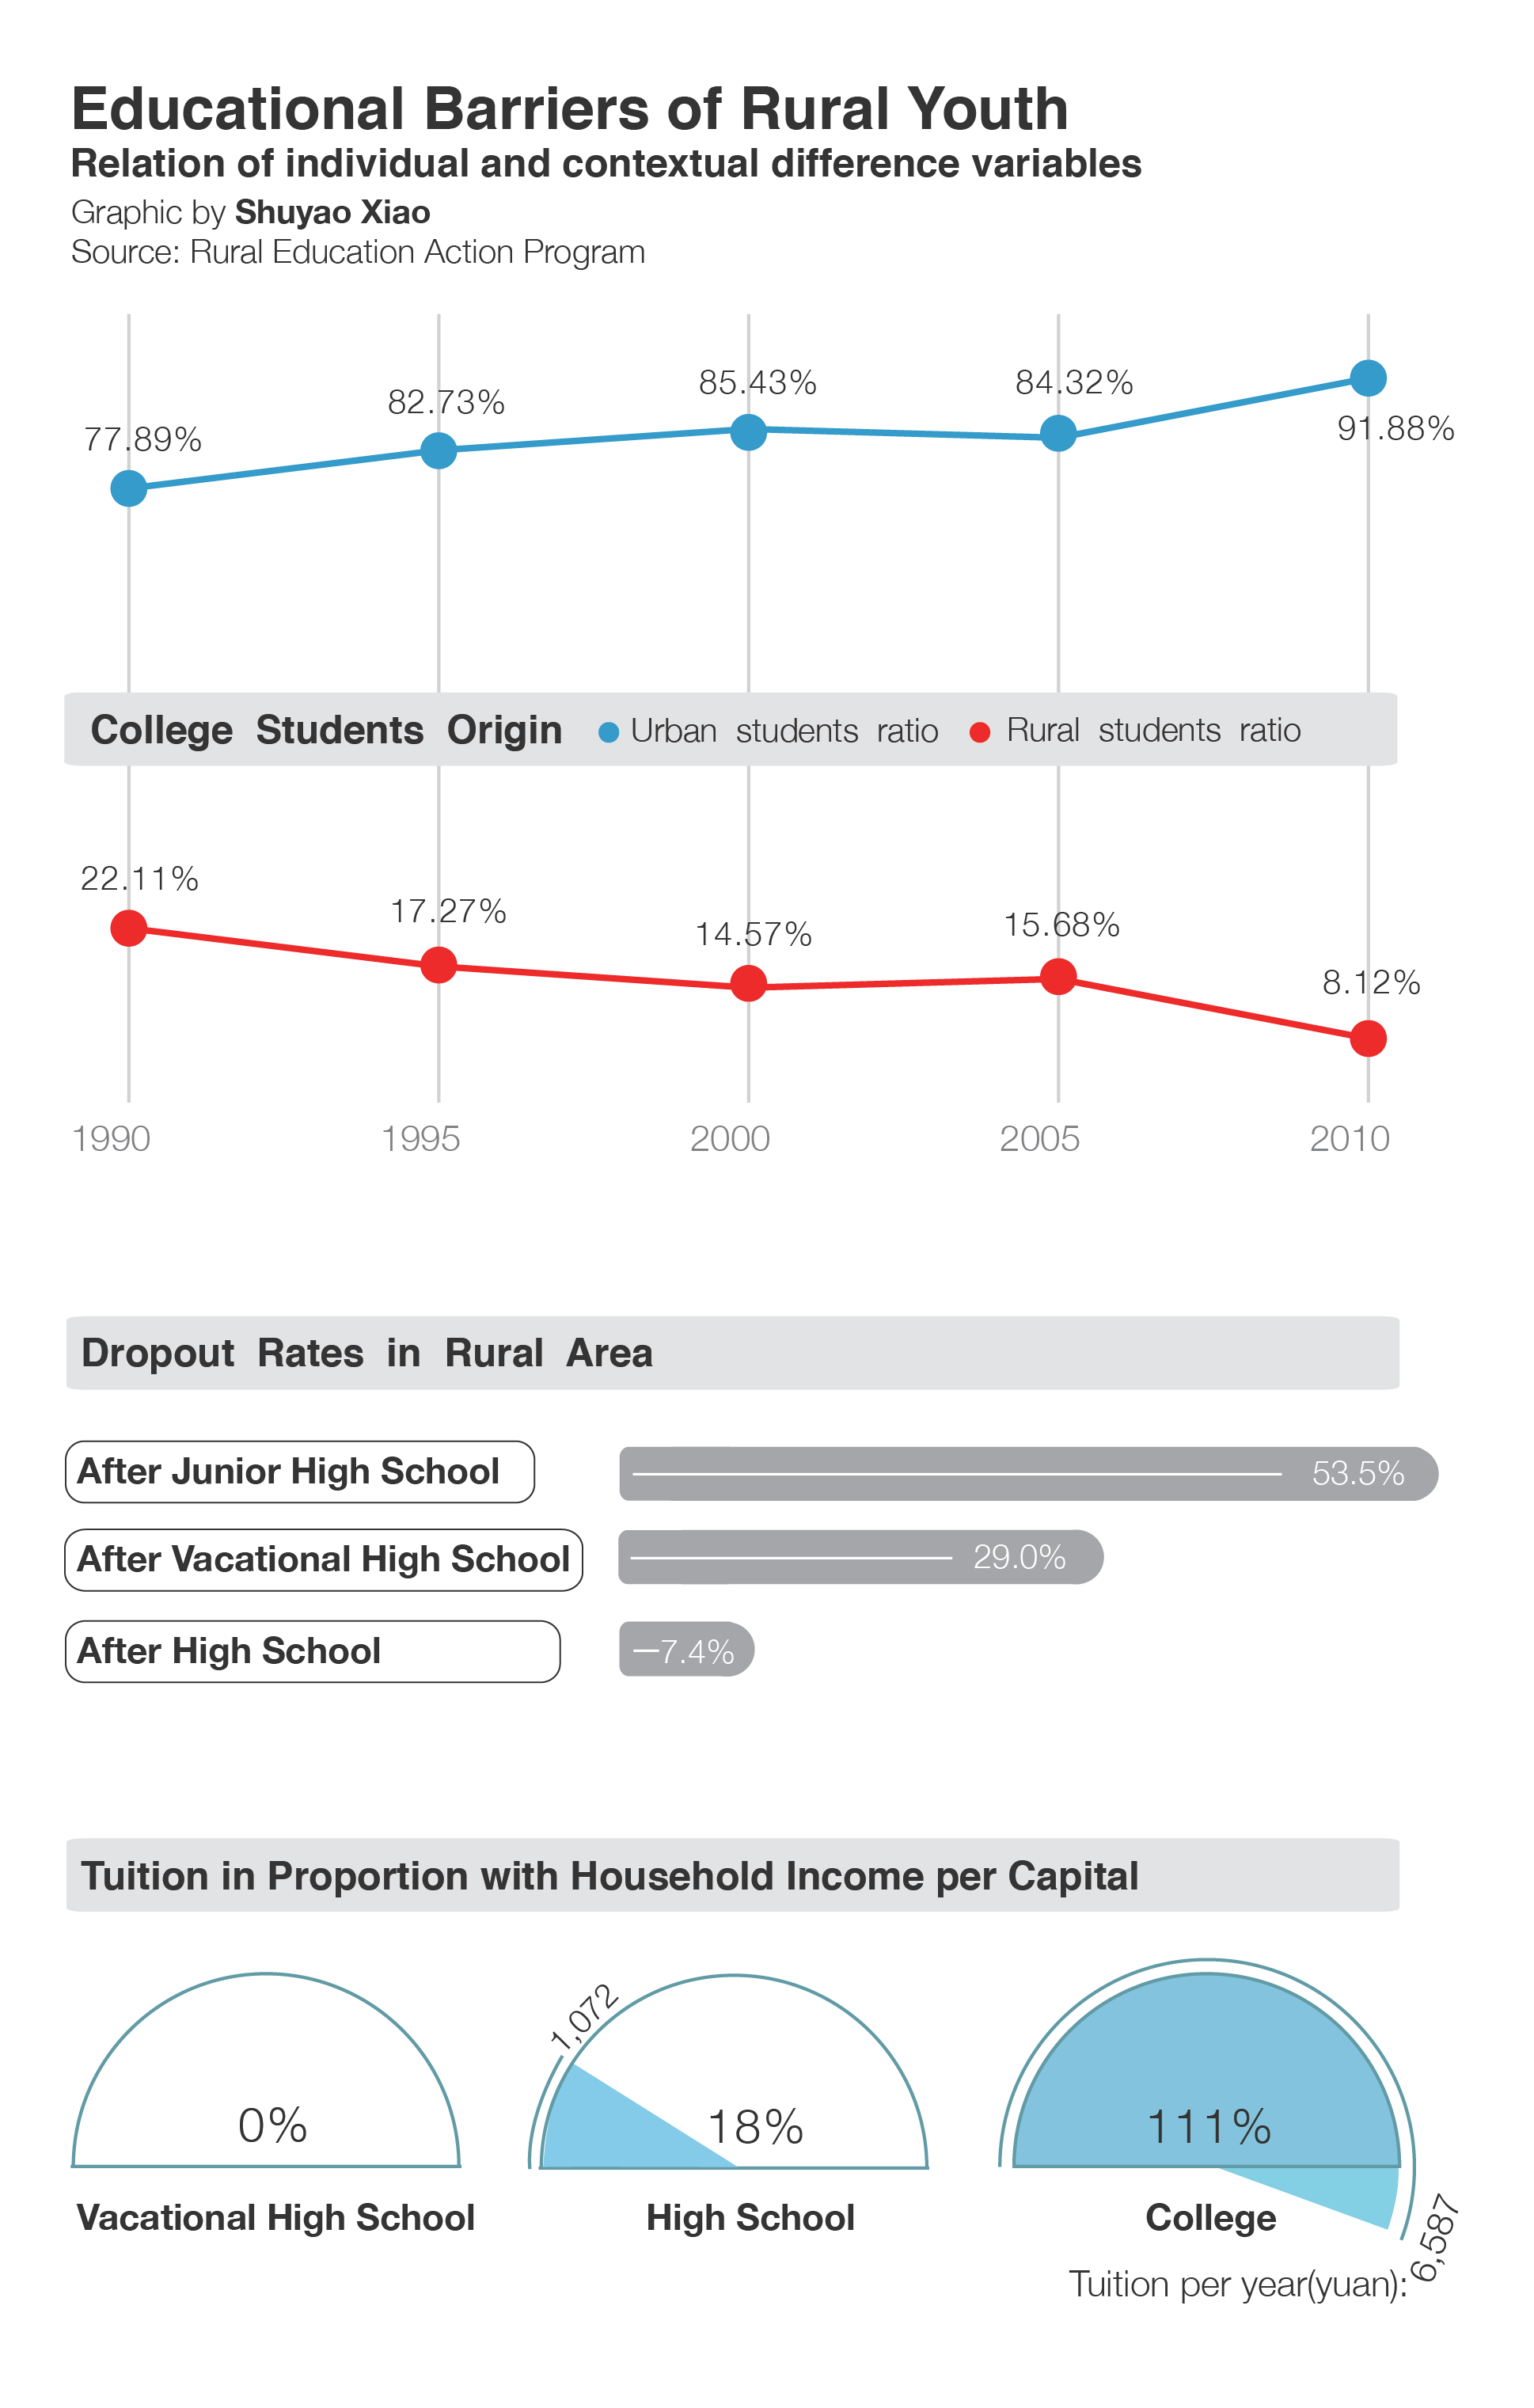 Educational Barriers of Rural Youth
Relation of individual and contextual difference variables
Graphic by Shuyao Xiao
Source: Rural Education Action Program
77.89%
82.73%
85.43%
84.32%
91.88%
College Students Origin
Urban students ratio
Rural students ratio
22.11%
17.27%
14.57%
15.68%
8.12%
1990
1995
2000
2005
2010
Dropout Rates in Rural Area
After Junior High School
53.5%
After Vacational High School
29.0%
After High School
7.4%
Tuition in Proportion with Household Income per Capital
0%
Vacational High School
1,072
18%
High School
111%
College
Tuition per year(yuan):
6,587